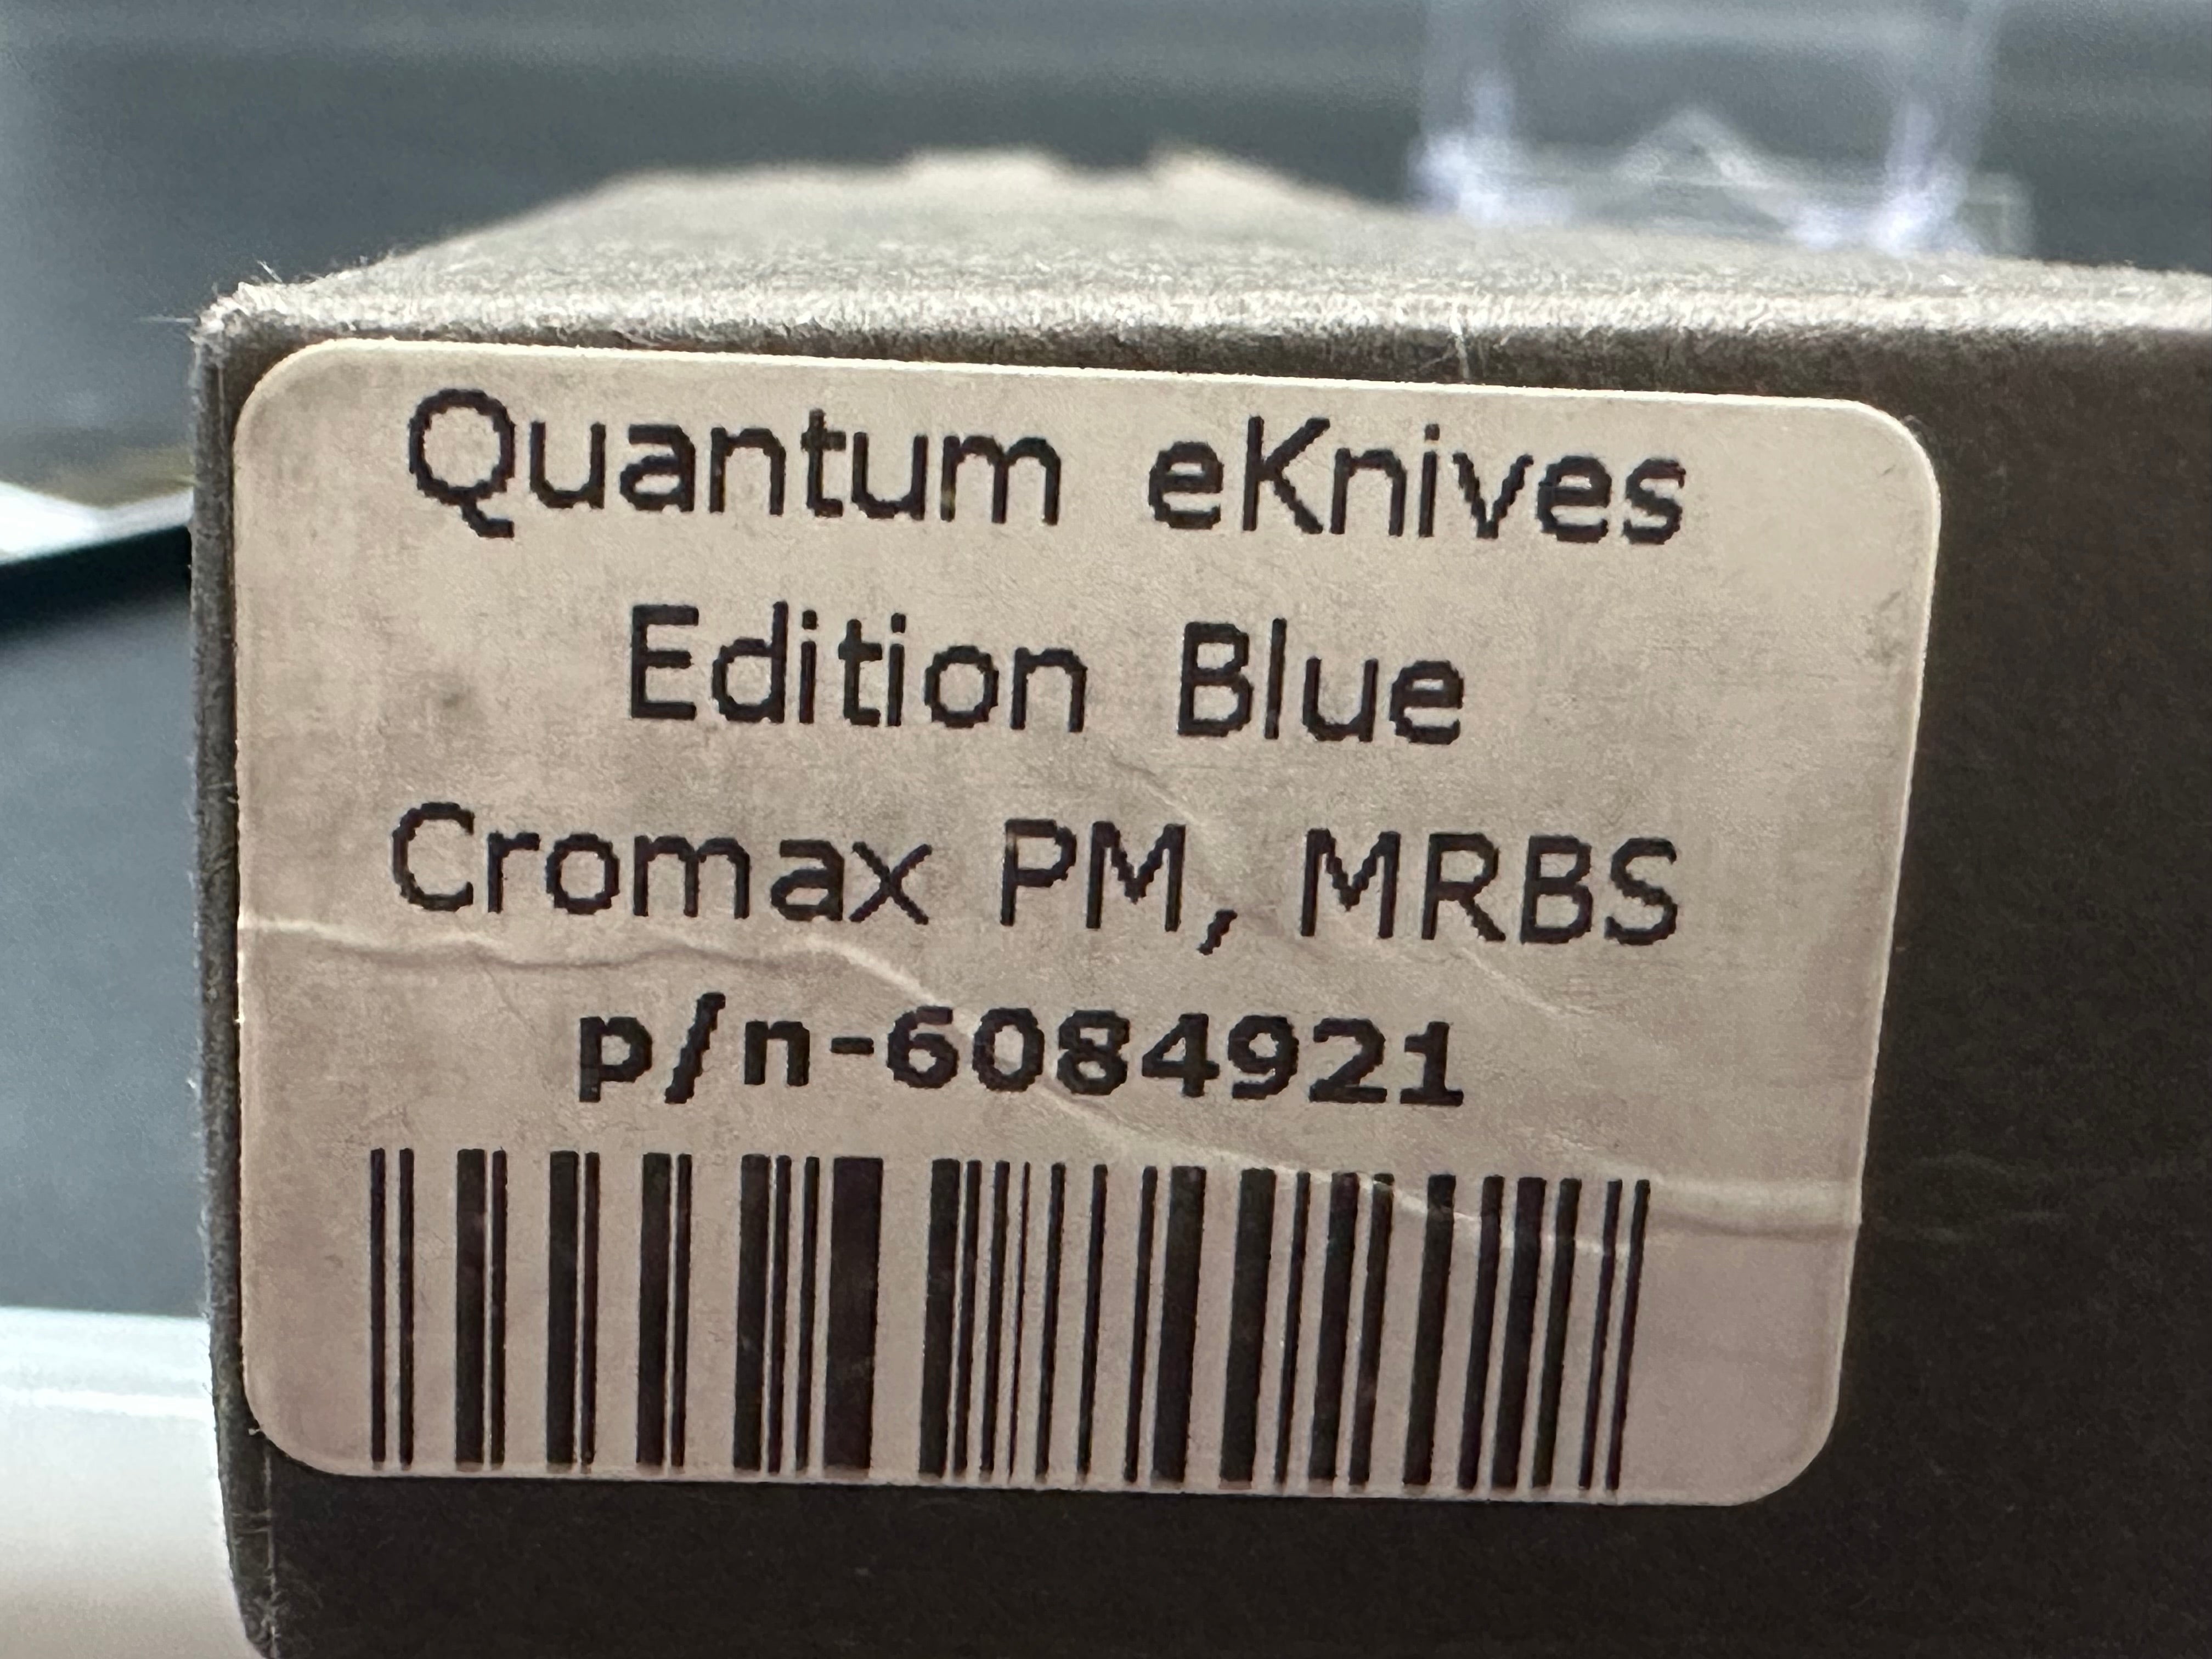 Quantum eKnives
Edition Blue
Cromax PM, MRBS
p/n-6084921